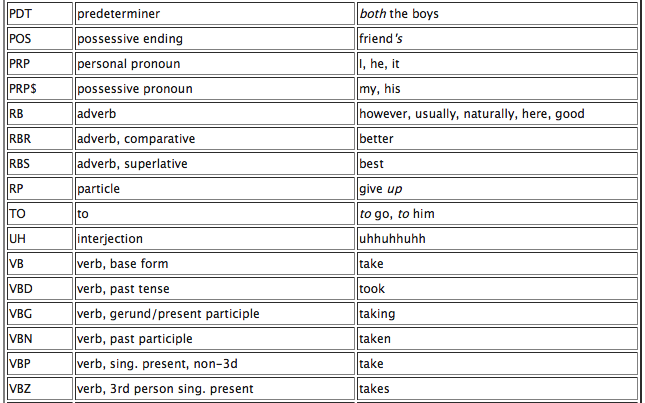 PDT predeterminer both the boys
POS possessive ending friend's
PRP personal pronoun I, he, it
PRP$ possessive pronoun my, his
RB adverb however, usually, naturally, here, good
RBR adverb, comparative better
RBS adverb, superlative best
RP particle give up
TO to to go, to him
UH interjection uhhuhhuhh
VB verb, base form take
VBD verb, past tense took
VBG verb, gerund/present participle taking
VBN verb, past participle taken
VBP verb, sing. present, non-3d take
VBZ verb, 3rd person sing. present takes